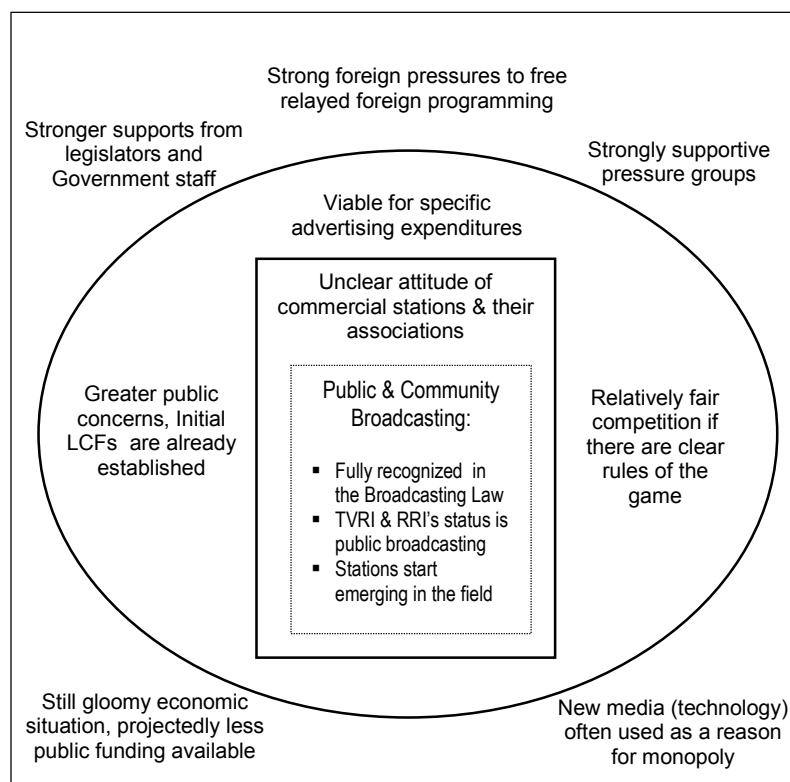 Strong foreign pressures to free
relayed foreign programming
Stronger supports from
legislators and
Government staff
Strongly supportive
pressure groups
Viable for specific
advertising expenditures
Unclear attitude of
commercial stations & their
associations
Greater public
concerns, Initial
LCFs are already
established
Public & Community
Broadcasting:
▪ Fully recognized in
the Broadcasting Law
▪ TVRI & RRI's status is
public broadcasting
▪ Stations start
emerging in the field
Relatively fair
competition if
there are clear
rules of the
game
Still gloomy economic
situation, projectedly less
public funding available
New media (technology)
often used as a reason
for monopoly